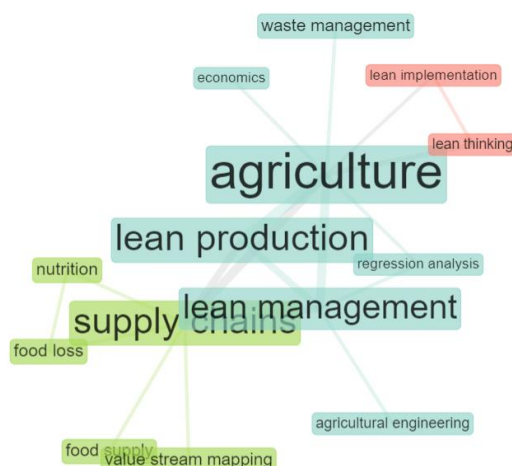 waste management
economics
lean implementation
lean thinking
agriculture
lean production
regression analysis
nutrition
lean management
supply chains
food loss
agricultural engineering
food supply
value stream mapping